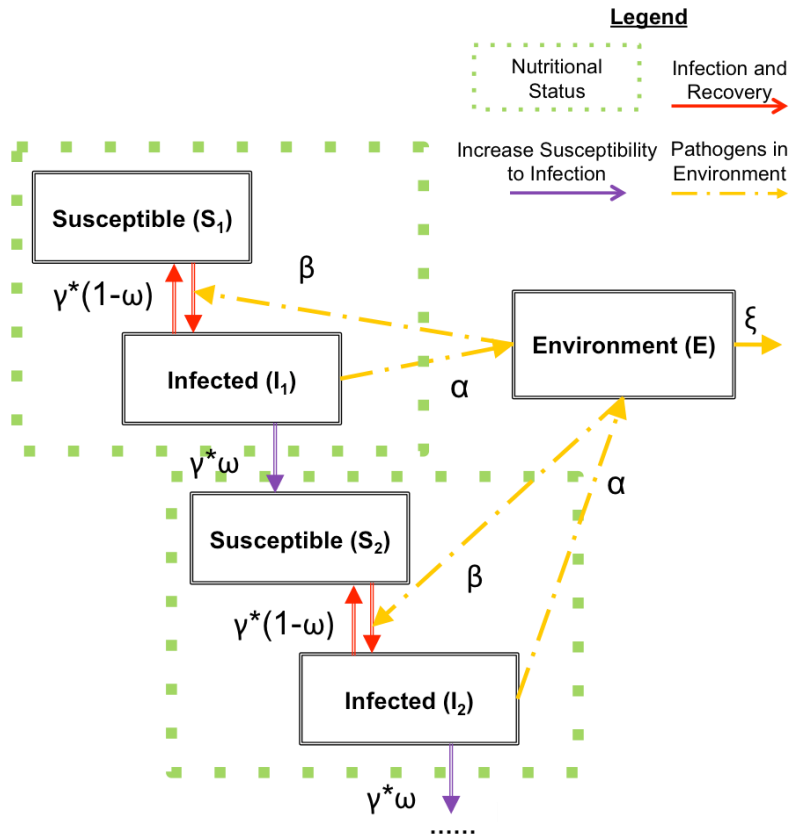 Legend
Nutritional
Status
Infection and
Recovery
Increase Susceptibility
to Infection
Pathogens in
Environment
Susceptible (S₁)
γ*(1-ω)
β
Infected (I₁)
α
Environment (E)
ξ
γ*ω
Susceptible (S₂)
γ*(1-ω)
β
α
Infected (I₂)
γ*ω
......